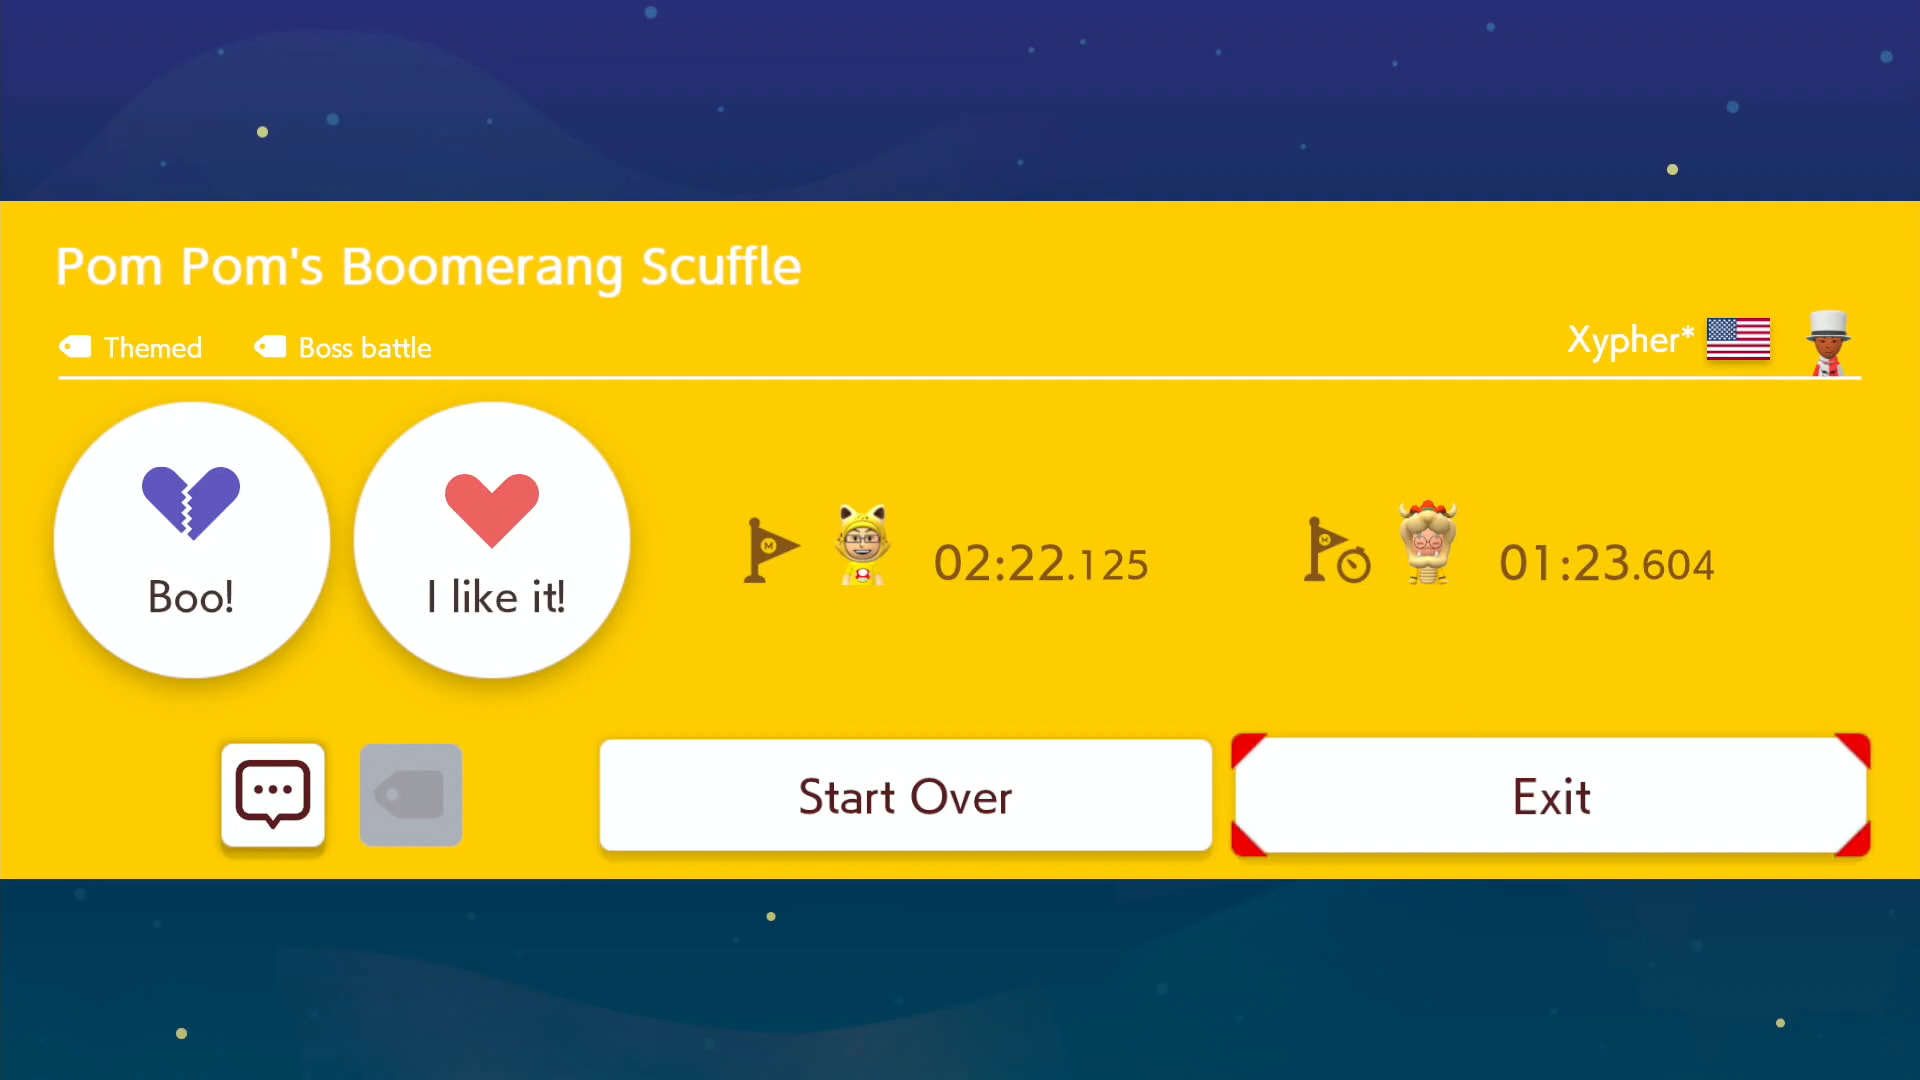 Pom Pom's Boomerang Scuffle
Themed Boss battle
Xypher*
Boo!
I like it!
M 02:22.125
M 01:23.604
Start Over
Exit